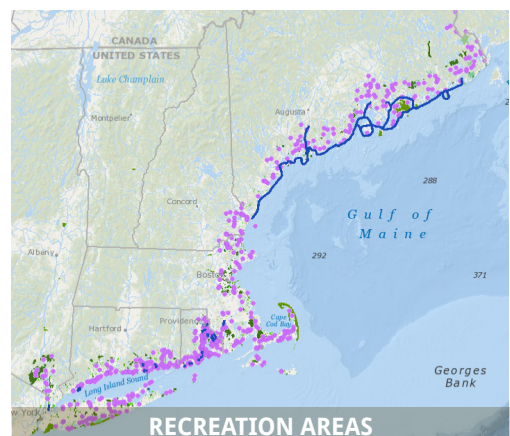 CANADA
UNITED STATES
Lake Champlain
Montpelier
Augusta
288
Gulf of
Maine
Concord
292
371
Albany
Boston
Cape
Cod Bay
Hartford
Providence
Georges
Bank
Long Island Sound
w York
RECREATION AREAS